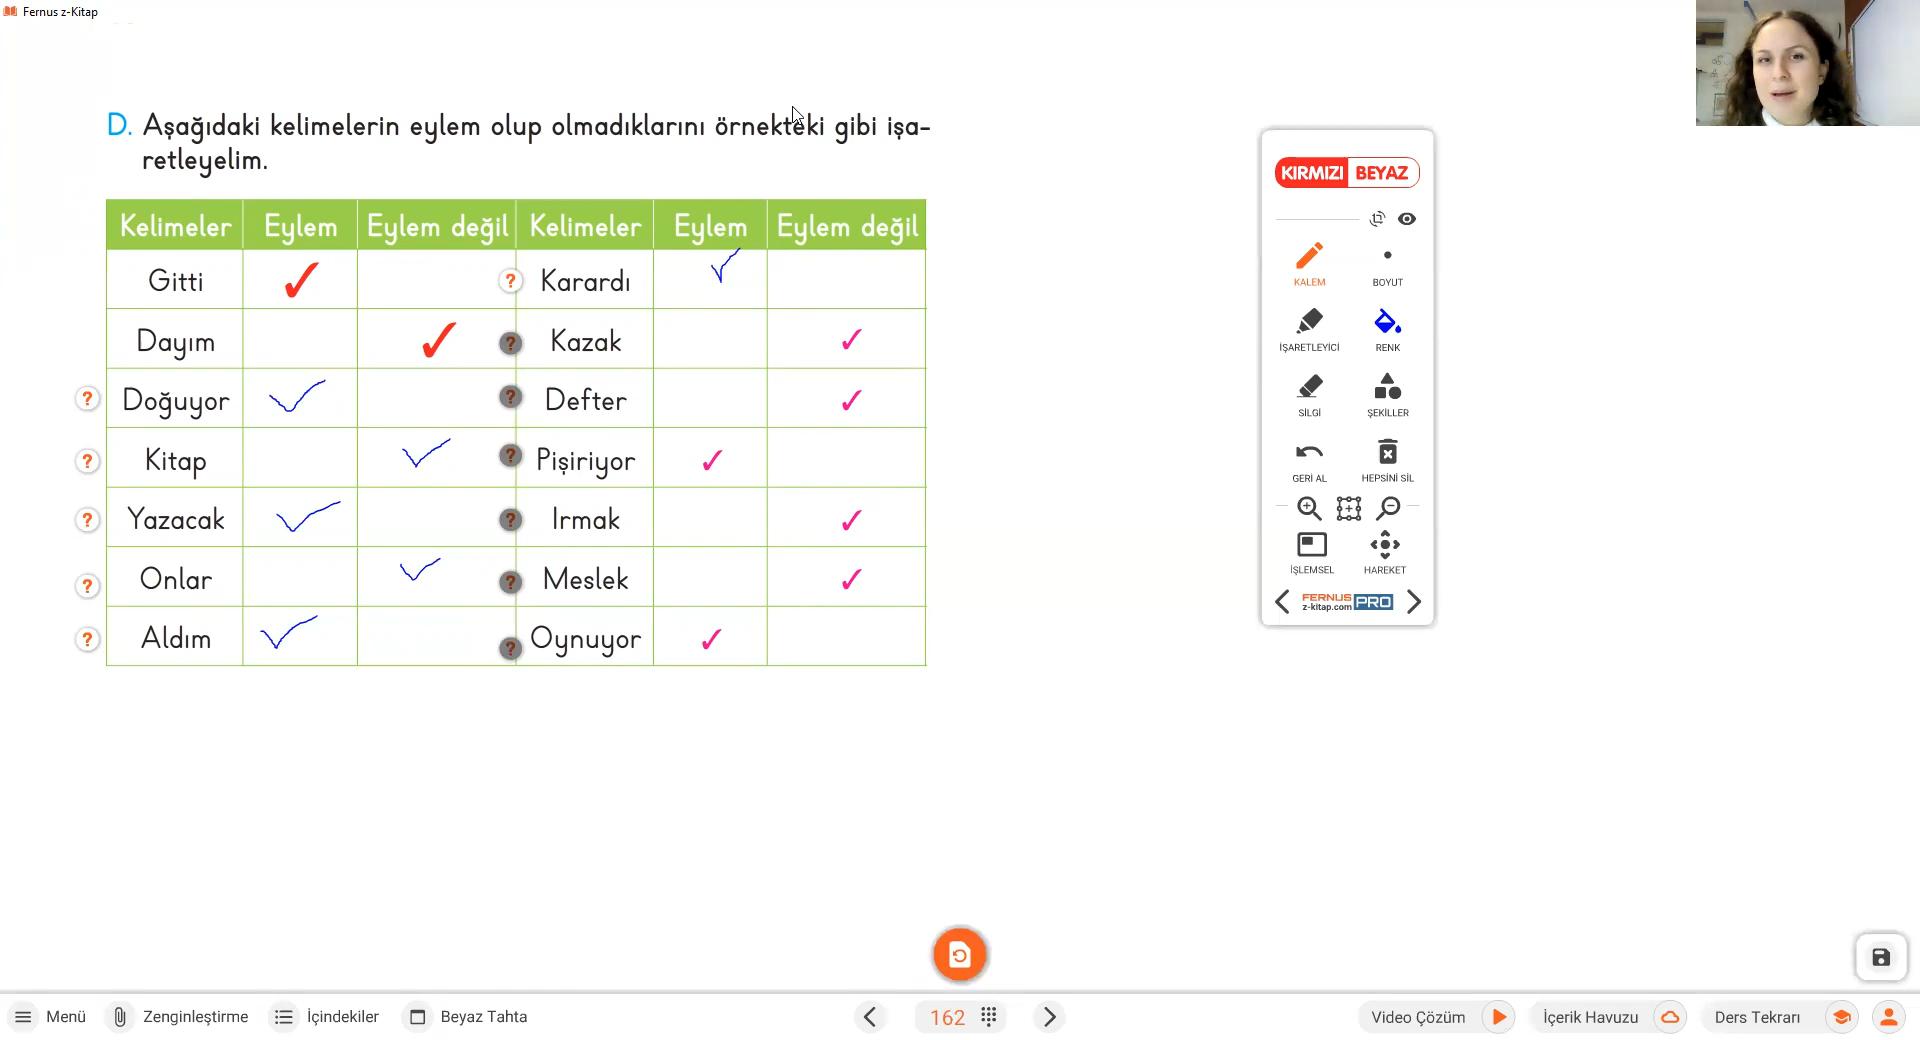 Fernus z-Kitap
D. Aşağıdaki kelimelerin eylem olup olmadıklarını örnekteki gibi işa-
retleyelim.
Kelimeler Eylem Eylem değil Kelimeler Eylem Eylem değil
Gitti ✓ ? Karardı ✓
Dayım ✓ ? Kazak ✓
? Doğuyor ✓ ? Defter ✓
? Kitap ✓ ? Pişiriyor ✓
? Yazacak ✓ ? Irmak ✓
? Onlar ✓ ? Meslek ✓
? Aldım ✓ ? Oynuyor ✓
KIRMIZI BEYAZ
KALEM BOYUT
İŞARETLEYİCİ RENK
SİLGİ ŞEKİLLER
GERİ AL HEPSİNİ SİL
İŞLEMSEL HAREKET
FERNUS PRO
z-kitap.com
Menü Zenginleştirme İçindekiler Beyaz Tahta 162 Video Çözüm İçerik Havuzu Ders Tekrarı